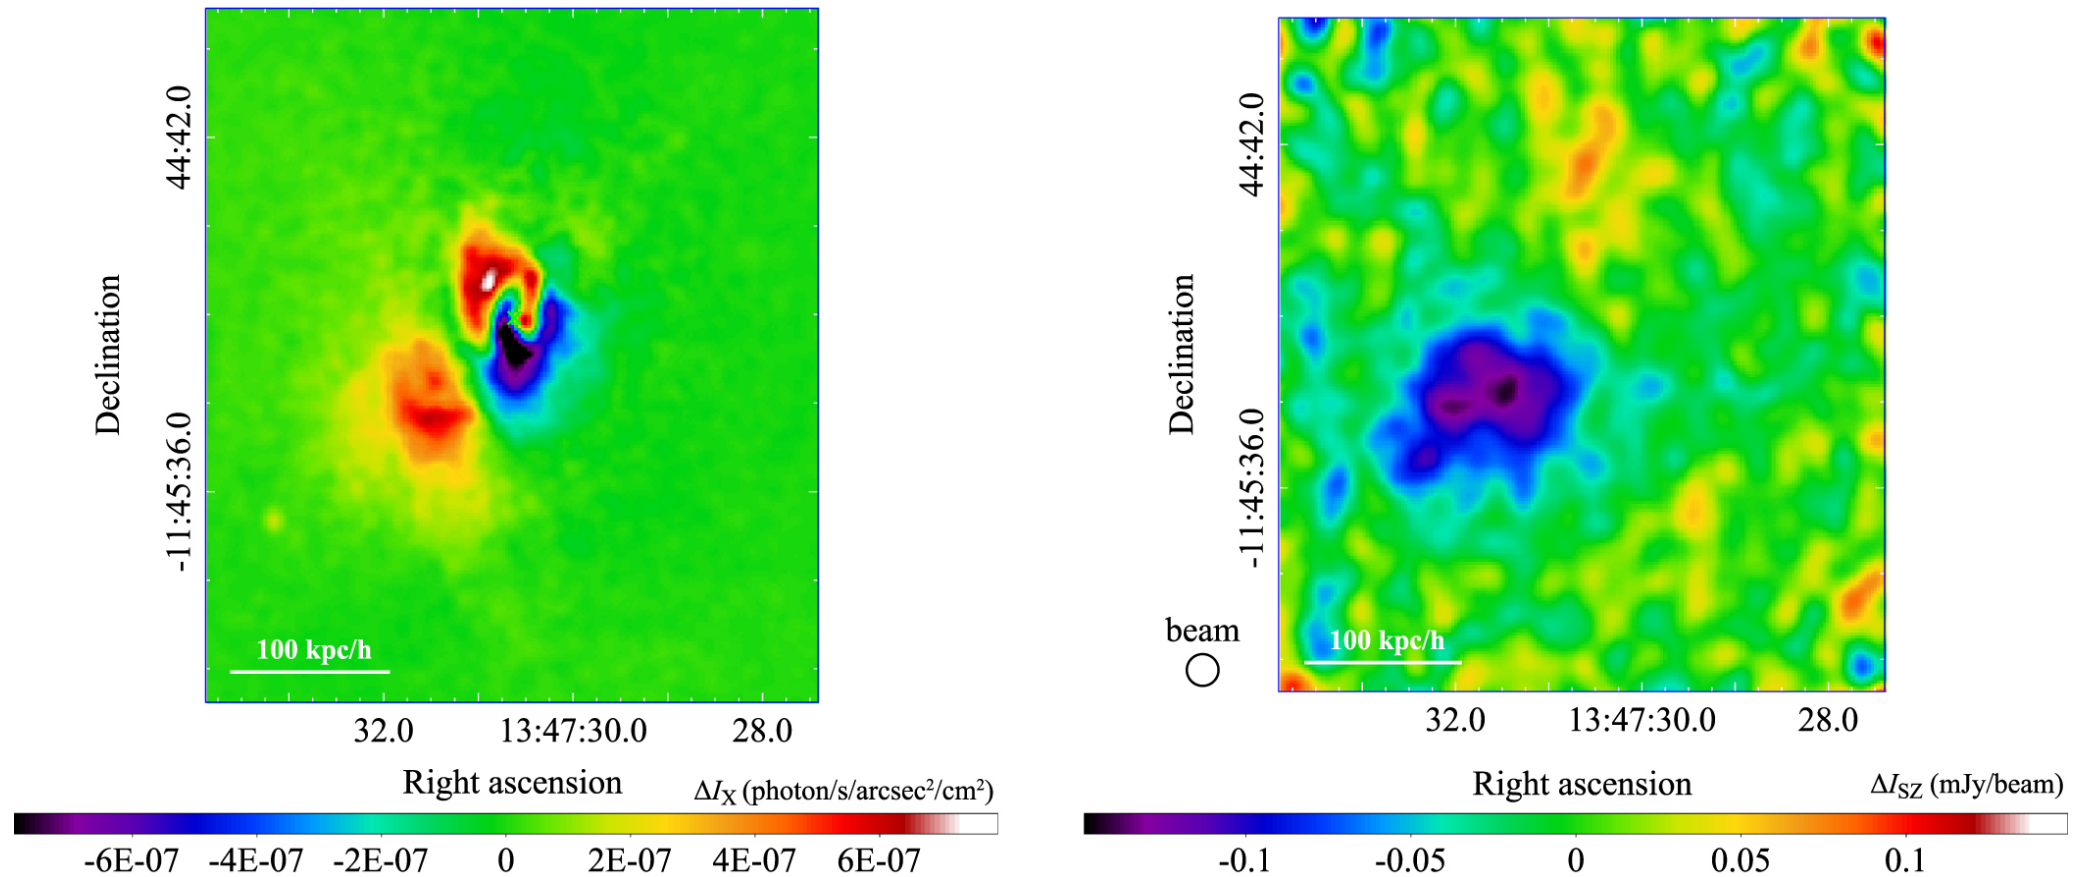 Declination
44:42.0
-11:45:36.0
100 kpc/h
32.0 13:47:30.0 28.0
Right ascension
ΔIX (photon/s/arcsec²/cm²)
-6E-07 -4E-07 -2E-07 0 2E-07 4E-07 6E-07
Declination
44:42.0
-11:45:36.0
beam
100 kpc/h
32.0 13:47:30.0 28.0
Right ascension
ΔISZ (mJy/beam)
-0.1 -0.05 0 0.05 0.1